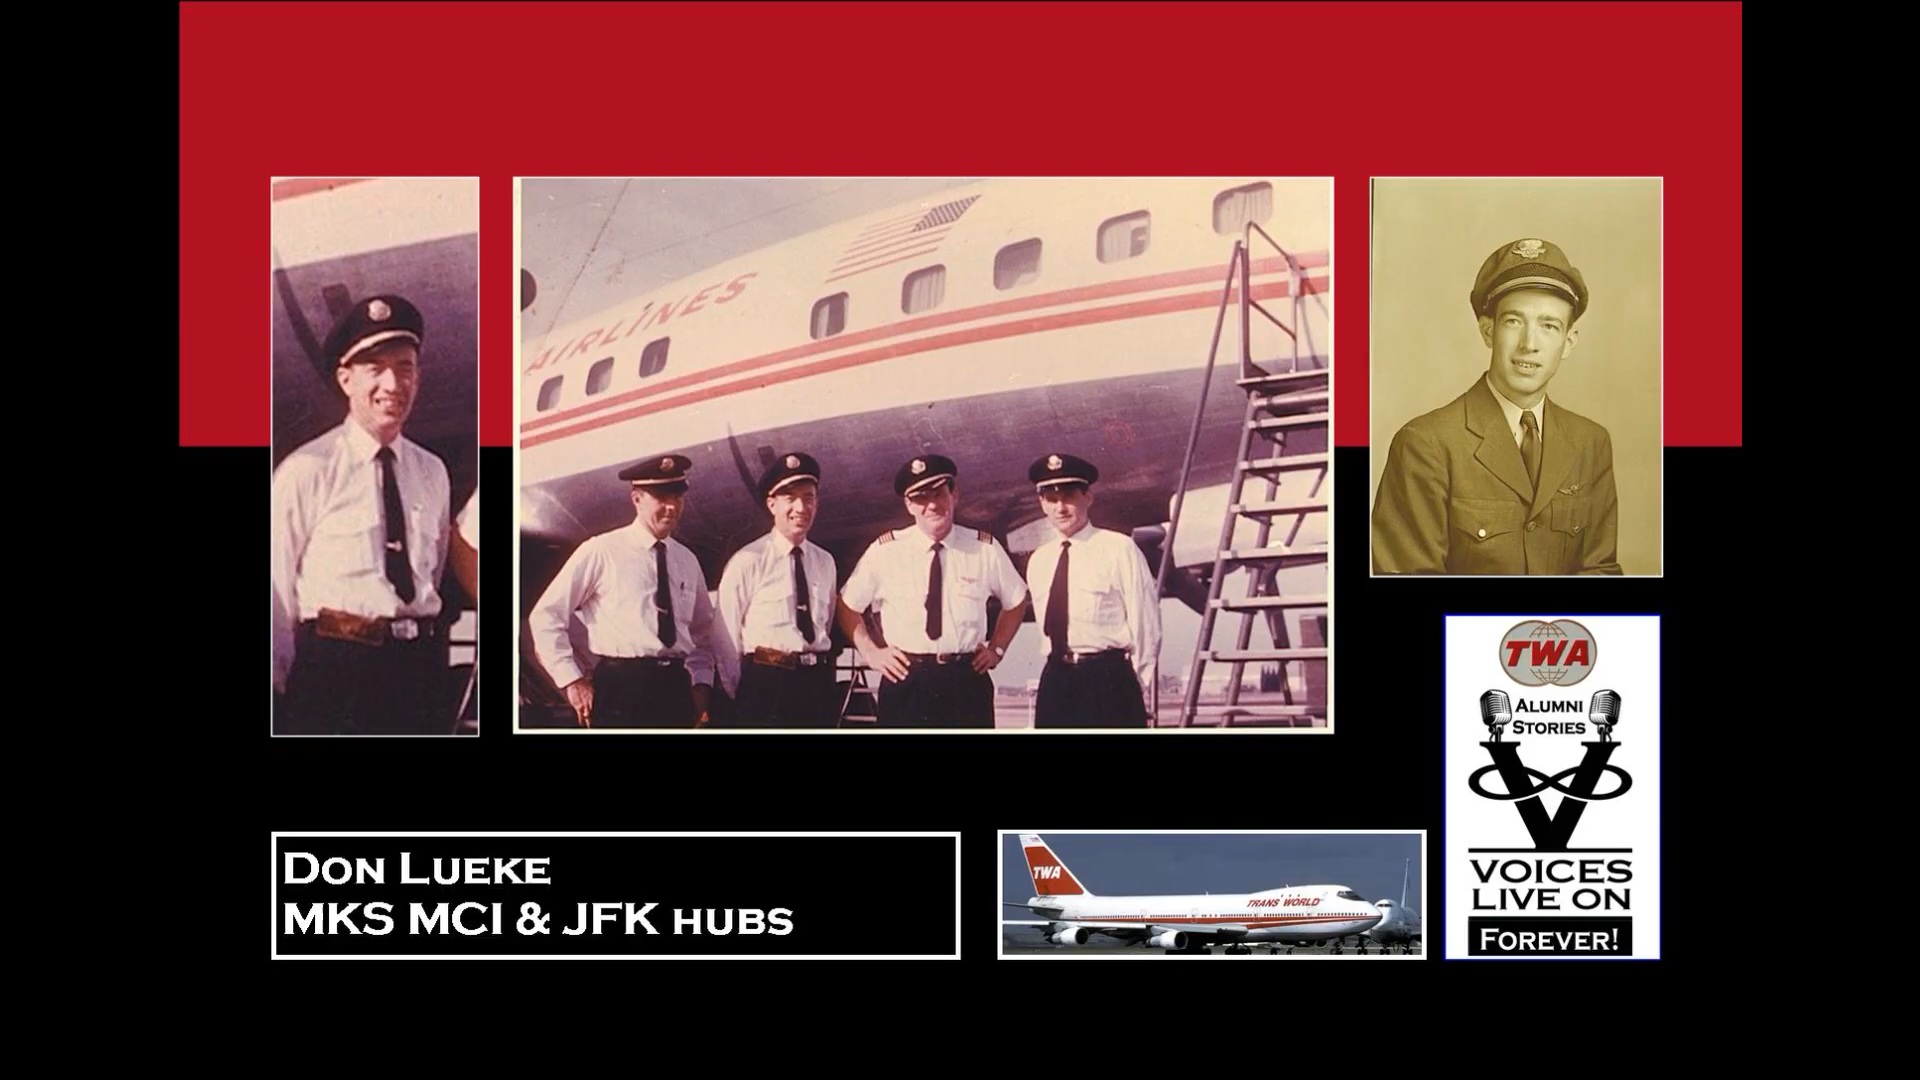 AIRLINES
TWA
ALUMNI
STORIES
V
VOICES
LIVE ON
FOREVER!
DON LUEKE
MKS MCI & JFK HUBS
TWA
TRANS WORLD